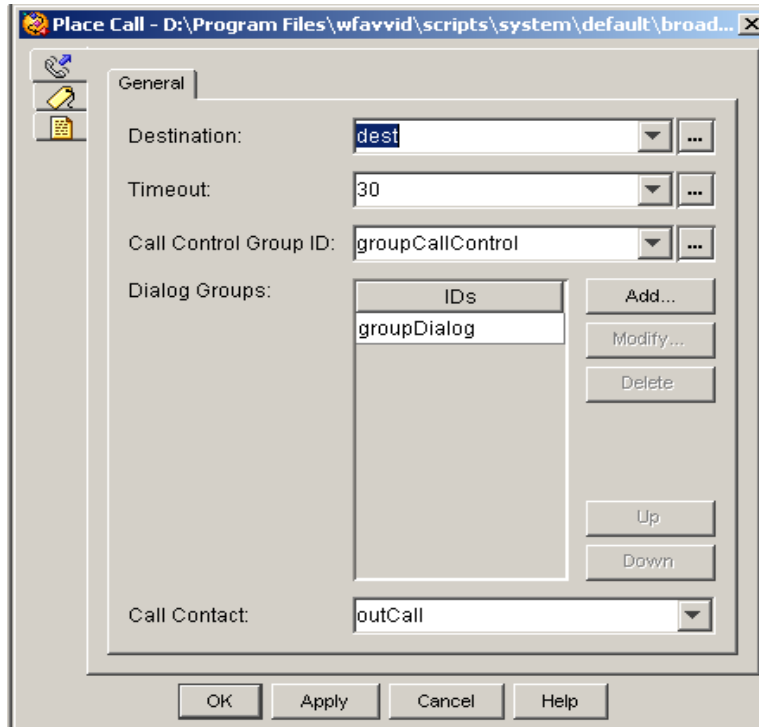 Place Call - D:\Program Files\wfavvid\scripts\system\default\broad...
General
Destination: dest ...
Timeout: 30 ...
Call Control Group ID: groupCallControl ...
Dialog Groups: IDs Add...
groupDialog Modify...
Delete
Up
Down
Call Contact: outCall
OK Apply Cancel Help